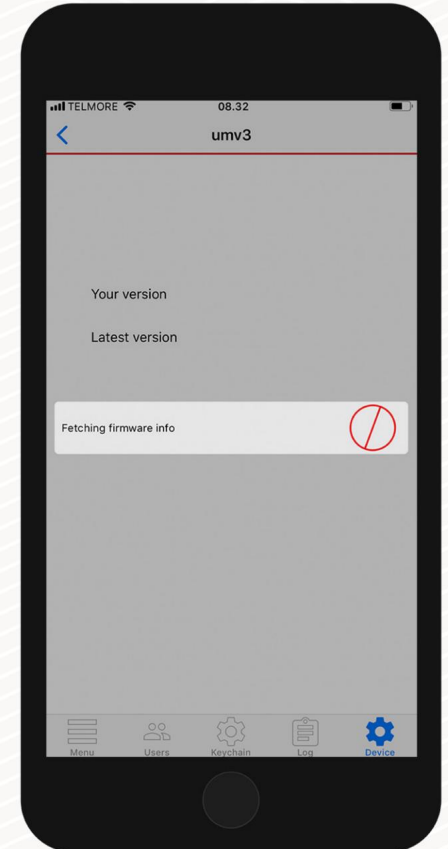 TELMORE 08.32
umv3
Your version
Latest version
Fetching firmware info
Menu Users Keychain Log Device